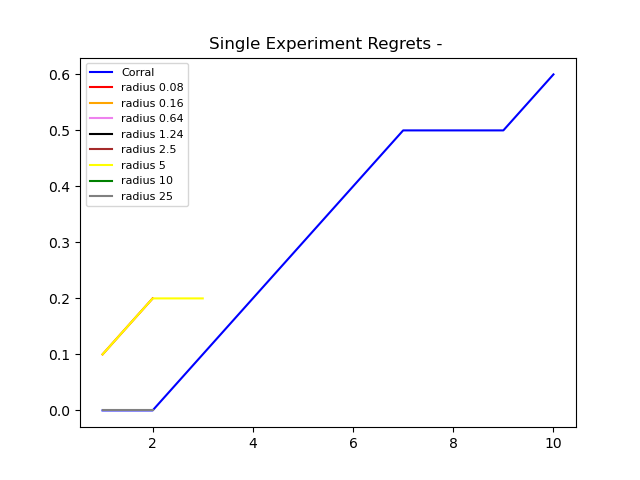 Single Experiment Regrets -
Corral
radius 0.08
radius 0.16
radius 0.64
radius 1.24
radius 2.5
radius 5
radius 10
radius 25
0.6
0.5
0.4
0.3
0.2
0.1
0.0
2 4 6 8 10